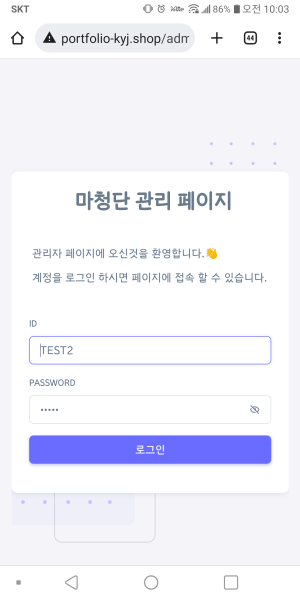 SKT 86% 오전 10:03
portfolio-kyj.shop/adm
44
마청단 관리 페이지
관리자 페이지에 오신것을 환영합니다.👋
계정을 로그인 하시면 페이지에 접속 할 수 있습니다.
ID
TEST2
PASSWORD
•••••
로그인